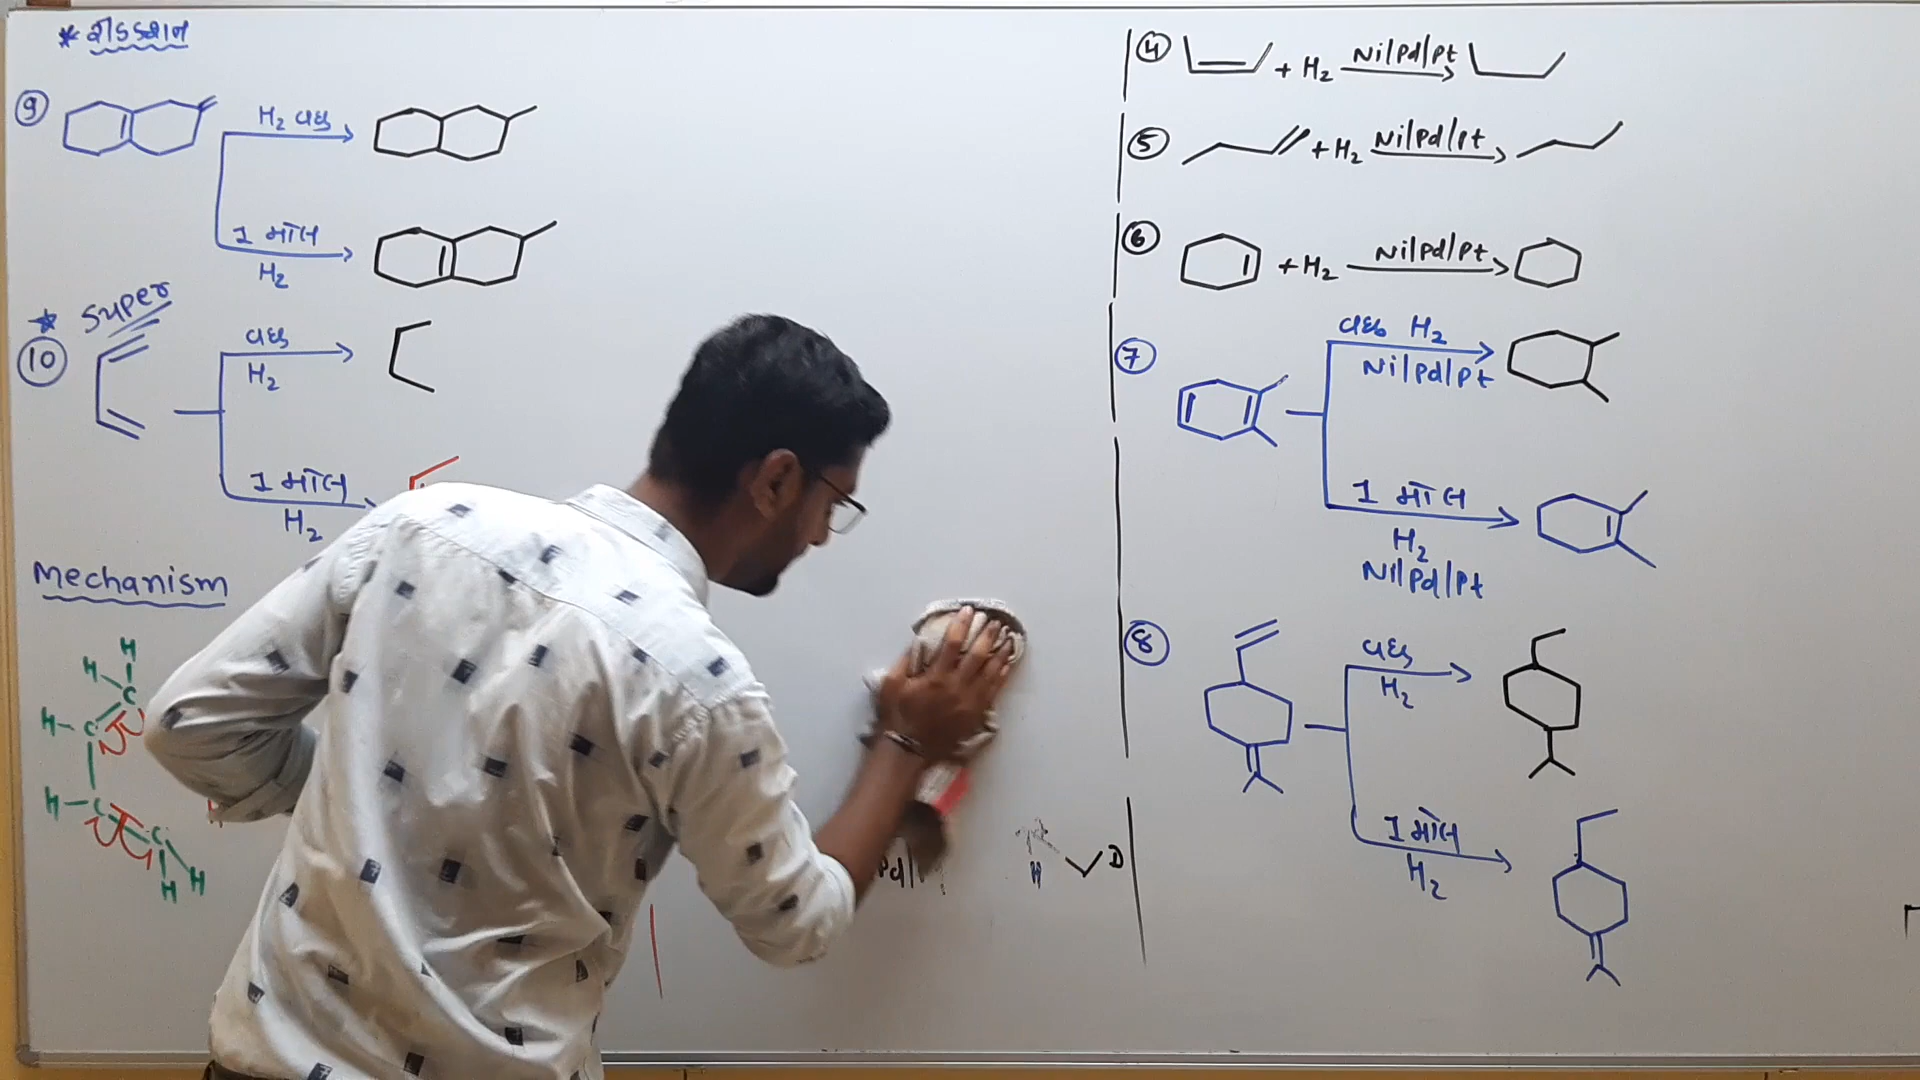 * રીડક્શન
9
H₂ વધુ
1 મોલ
H₂
* Super
10
વધુ
H₂
1 મોલ
H₂
Mechanism
H H
C
H-C
H-C
C
H H
Pd/
H D
4 + H₂ Ni/Pd/Pt
5 + H₂ Ni/Pd/Pt
6 + H₂ Ni/Pd/Pt
7
વધુ H₂
Ni/Pd/Pt
1 મોલ
H₂
Ni/Pd/Pt
8
વધુ
H₂
1 મોલ
H₂